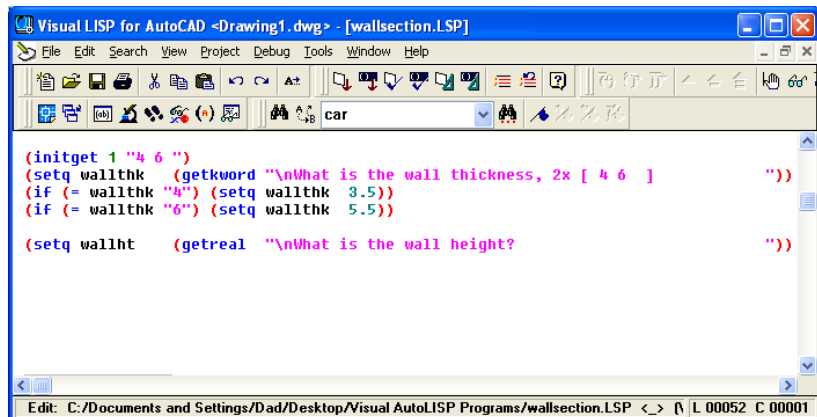 Visual LISP for AutoCAD <Drawing1.dwg> - [wallsection.LSP]
File Edit Search View Project Debug Tools Window Help
car
(initget 1 "4 6 ")
(setq wallthk (getkword "\nWhat is the wall thickness, 2x [ 4 6 ] "))
(if (= wallthk "4") (setq wallthk 3.5))
(if (= wallthk "6") (setq wallthk 5.5))
(setq wallht (getreal "\nWhat is the wall height? "))
Edit: C:/Documents and Settings/Dad/Desktop/Visual AutoLISP Programs/wallsection.LSP <_> L 00052 C 00001